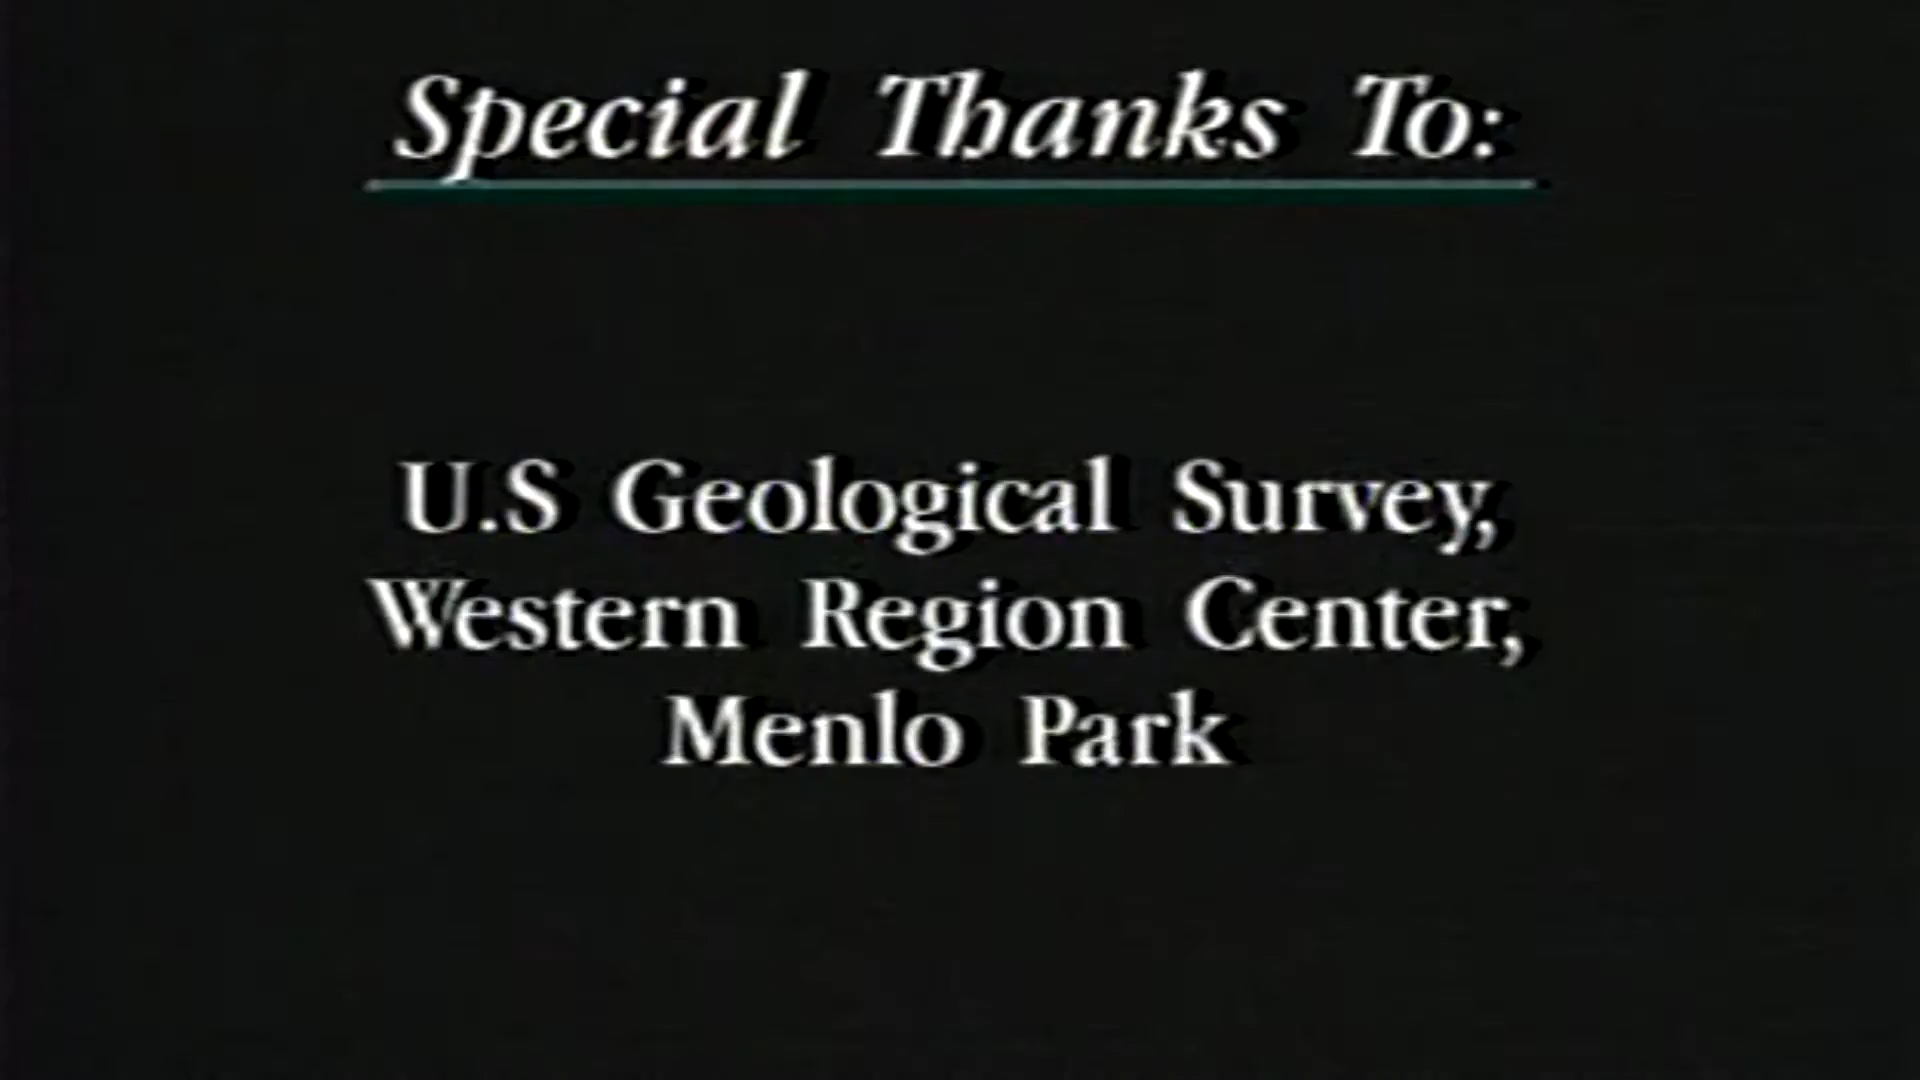 Special Thanks To:
U.S Geological Survey,
Western Region Center,
Menlo Park